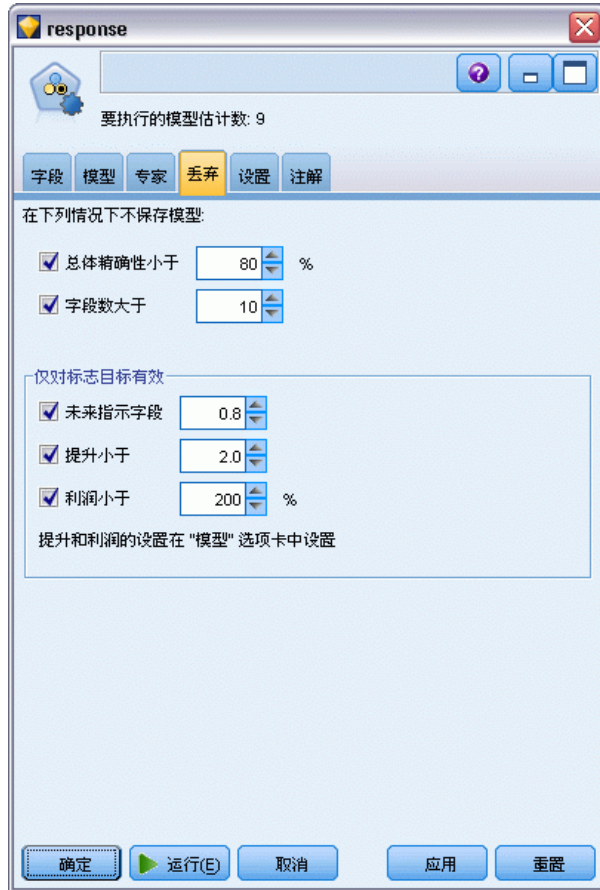 response
要执行的模型估计数: 9
字段 模型 专家 丢弃 设置 注解
在下列情况下不保存模型:
总体精确性小于 80 %
字段数大于 10
仅对标志目标有效
未来指示字段 0.8
提升小于 2.0
利润小于 200 %
提升和利润的设置在 "模型" 选项卡中设置
确定 运行(E) 取消 应用 重置